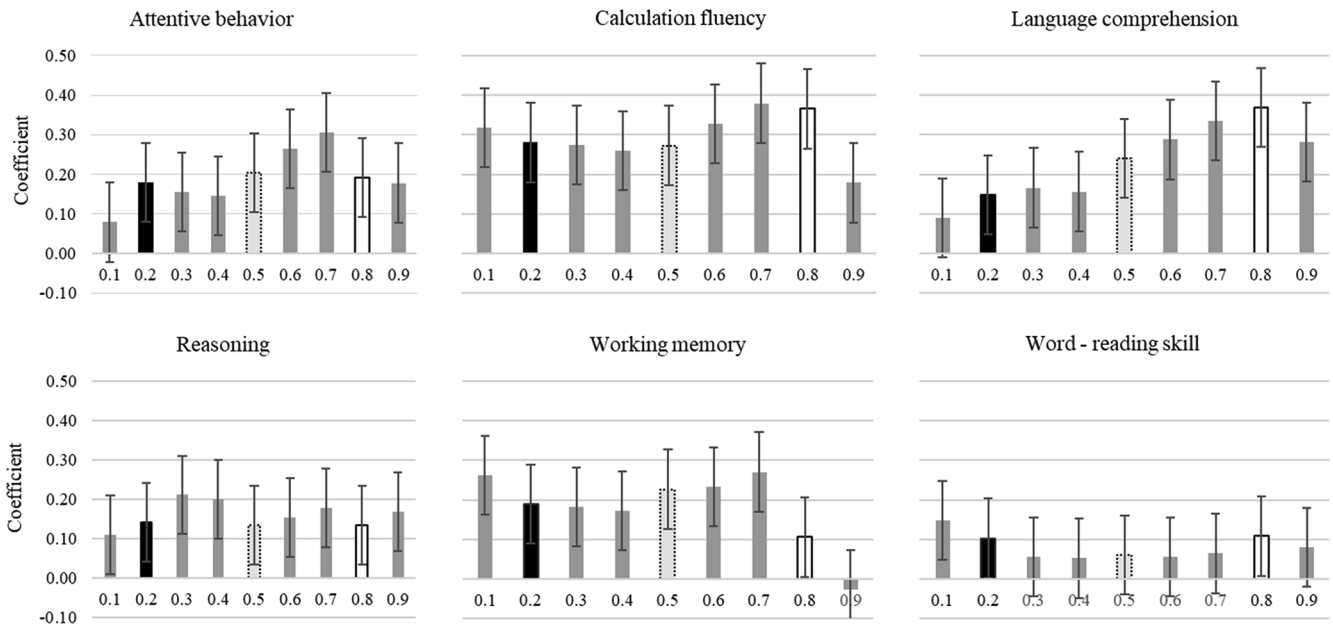 Attentive behavior
Calculation fluency
Language comprehension
Coefficient
0.50
0.40
0.30
0.20
0.10
0.00
-0.10
0.1 0.2 0.3 0.4 0.5 0.6 0.7 0.8 0.9
0.1 0.2 0.3 0.4 0.5 0.6 0.7 0.8 0.9
0.1 0.2 0.3 0.4 0.5 0.6 0.7 0.8 0.9
Reasoning
Working memory
Word - reading skill
Coefficient
0.50
0.40
0.30
0.20
0.10
0.00
-0.10
0.1 0.2 0.3 0.4 0.5 0.6 0.7 0.8 0.9
0.1 0.2 0.3 0.4 0.5 0.6 0.7 0.8 0.9
0.1 0.2 0.3 0.4 0.5 0.6 0.7 0.8 0.9